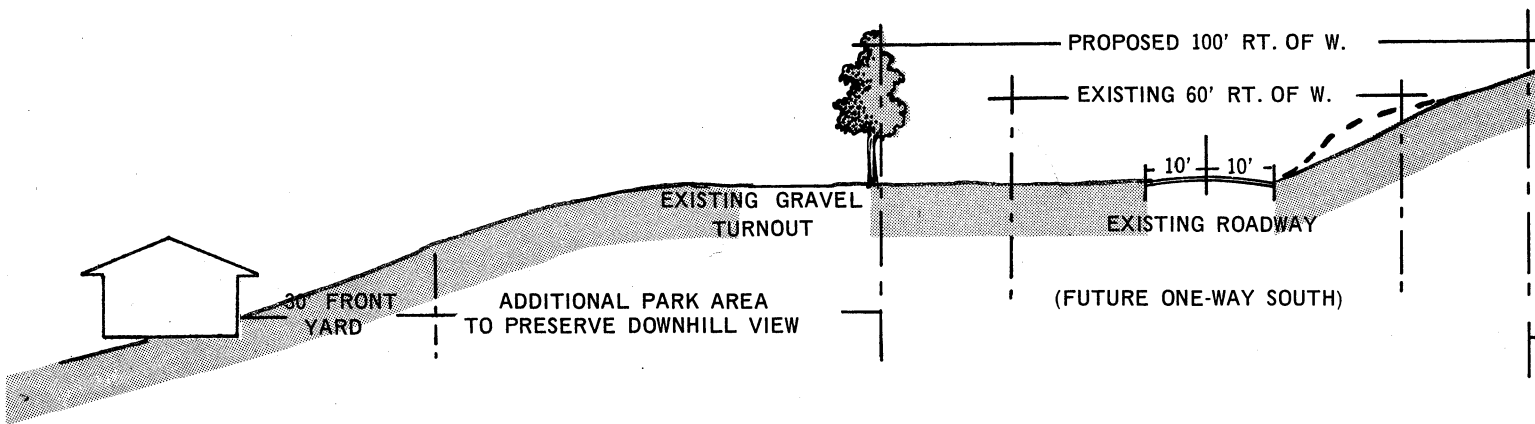 PROPOSED 100' RT. OF W.
EXISTING 60' RT. OF W.
10' 10'
EXISTING GRAVEL
TURNOUT
EXISTING ROADWAY
30' FRONT
YARD
ADDITIONAL PARK AREA
TO PRESERVE DOWNHILL VIEW
(FUTURE ONE-WAY SOUTH)